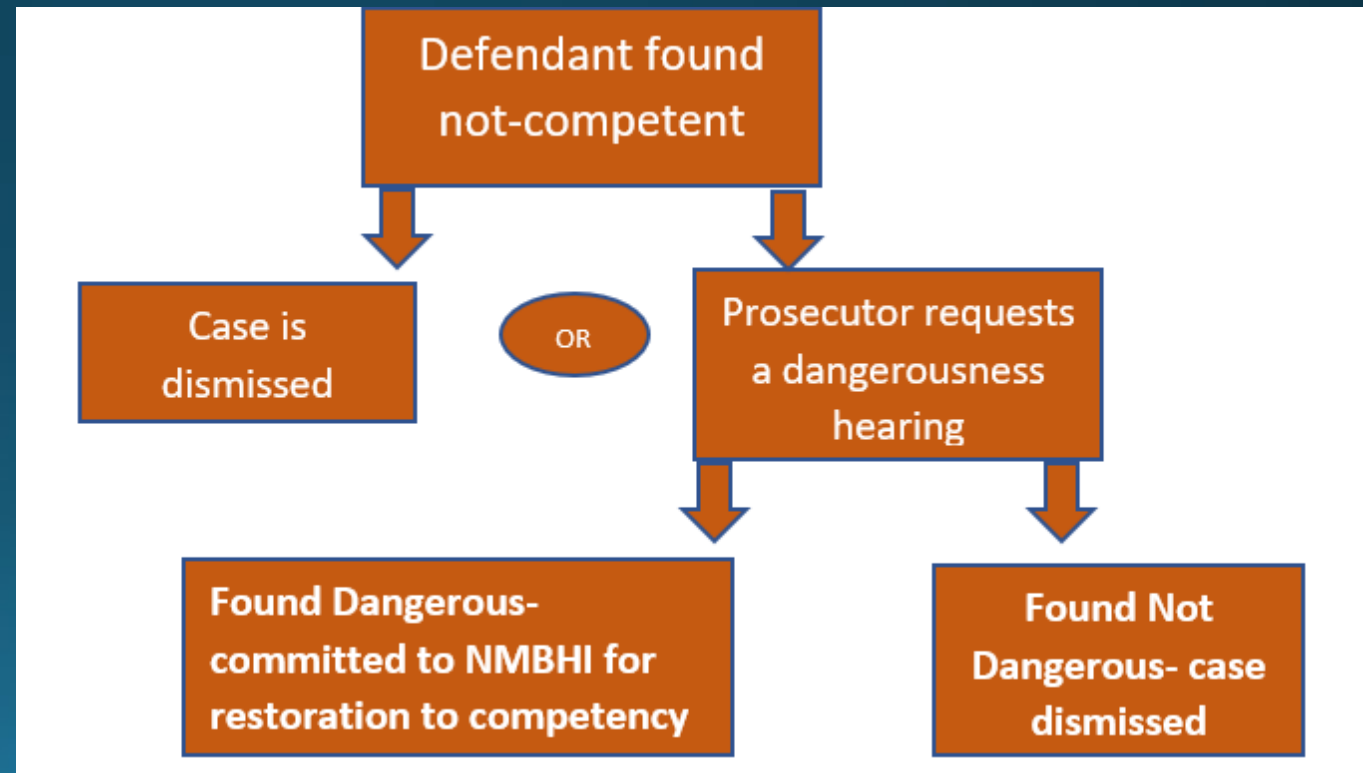 Defendant found
not-competent
Case is
dismissed
OR
Prosecutor requests
a dangerousness
hearing
Found Dangerous-
committed to NMBHI for
restoration to competency
Found Not
Dangerous- case
dismissed